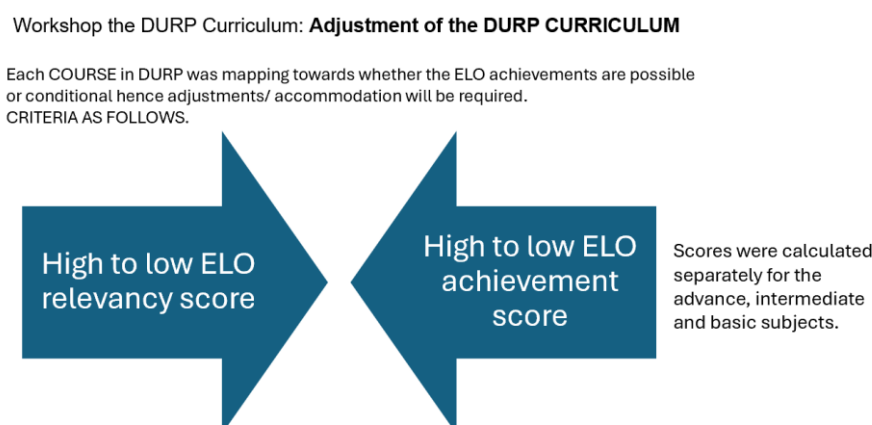 Workshop the DURP Curriculum: Adjustment of the DURP CURRICULUM
Each COURSE in DURP was mapping towards whether the ELO achievements are possible
or conditional hence adjustments/ accommodation will be required.
CRITERIA AS FOLLOWS.
High to low ELO
relevancy score
High to low ELO
achievement
score
Scores were calculated
separately for the
advance, intermediate
and basic subjects.